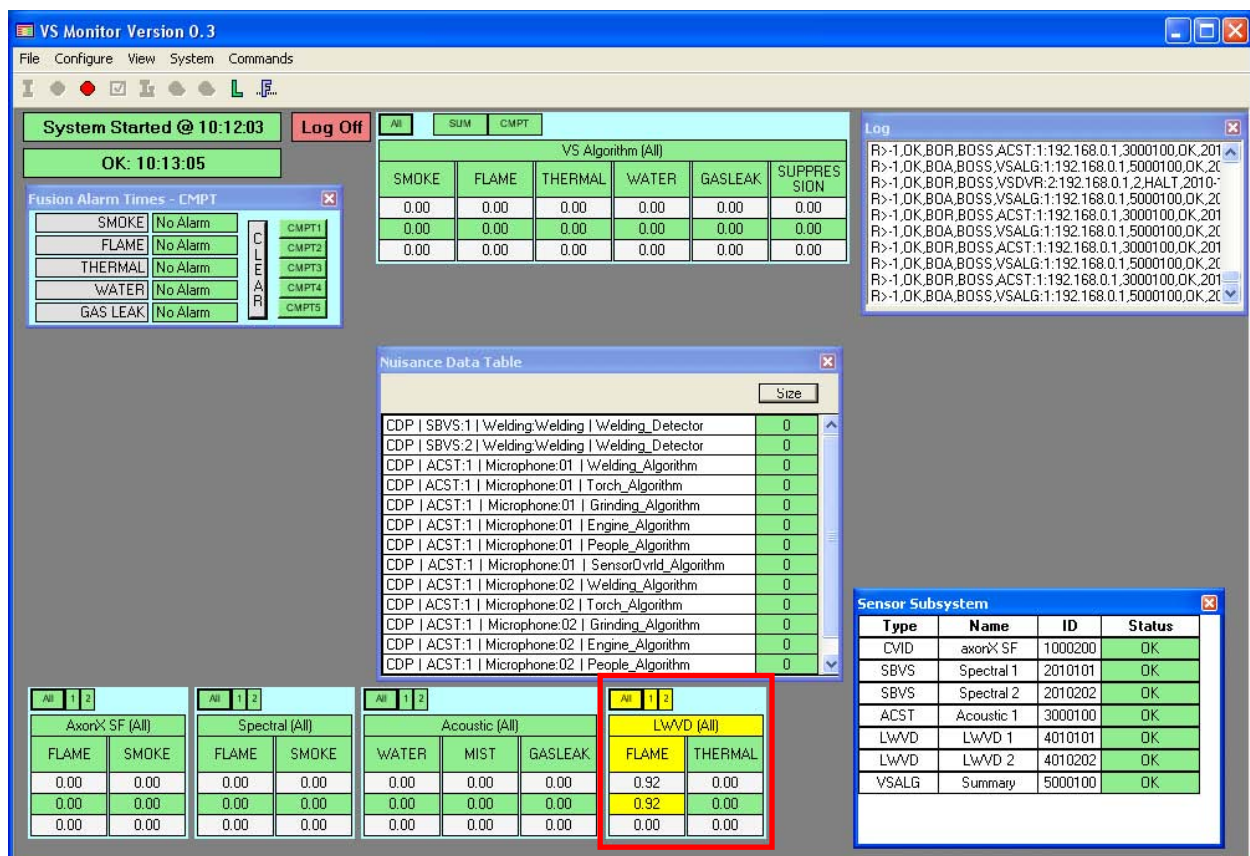 VS Monitor Version 0.3
File Configure View System Commands
L .F...
System Started @ 10:12:03
Log Off
OK: 10:13:05
Fusion Alarm Times - CMPT
SMOKE No Alarm
FLAME No Alarm
THERMAL No Alarm
WATER No Alarm
GAS LEAK No Alarm
CLEAR
CMPT1
CMPT2
CMPT3
CMPT4
CMPT5
All SUM CMPT
VS Algorithm (All)
SMOKE FLAME THERMAL WATER GASLEAK SUPPRES
SION
0.00 0.00 0.00 0.00 0.00 0.00
0.00 0.00 0.00 0.00 0.00 0.00
0.00 0.00 0.00 0.00 0.00 0.00
Log
R>-1,OK,BOR,BOSS,ACST:1:192.168.0.1,3000100,OK,201
R>-1,OK,BOA,BOSS,VSALG:1:192.168.0.1,5000100,OK,20
R>-1,OK,BOR,BOSS,VSDVR:2:192.168.0.1,2,HALT,2010-
R>-1,OK,BOA,BOSS,VSALG:1:192.168.0.1,5000100,OK,20
R>-1,OK,BOR,BOSS,ACST:1:192.168.0.1,3000100,OK,201
R>-1,OK,BOA,BOSS,VSALG:1:192.168.0.1,5000100,OK,20
R>-1,OK,BOR,BOSS,ACST:1:192.168.0.1,3000100,OK,201
R>-1,OK,BOA,BOSS,VSALG:1:192.168.0.1,5000100,OK,20
R>-1,OK,BOR,BOSS,ACST:1:192.168.0.1,3000100,OK,201
R>-1,OK,BOA,BOSS,VSALG:1:192.168.0.1,5000100,OK,20
Nuisance Data Table
Size
CDP | SBVS:1 | Welding:Welding | Welding_Detector 0
CDP | SBVS:2 | Welding:Welding | Welding_Detector 0
CDP | ACST:1 | Microphone:01 | Welding_Algorithm 0
CDP | ACST:1 | Microphone:01 | Torch_Algorithm 0
CDP | ACST:1 | Microphone:01 | Grinding_Algorithm 0
CDP | ACST:1 | Microphone:01 | Engine_Algorithm 0
CDP | ACST:1 | Microphone:01 | People_Algorithm 0
CDP | ACST:1 | Microphone:01 | SensorOvrld_Algorithm 0
CDP | ACST:1 | Microphone:02 | Welding_Algorithm 0
CDP | ACST:1 | Microphone:02 | Torch_Algorithm 0
CDP | ACST:1 | Microphone:02 | Grinding_Algorithm 0
CDP | ACST:1 | Microphone:02 | Engine_Algorithm 0
CDP | ACST:1 | Microphone:02 | People_Algorithm 0
Sensor Subsystem
Type Name ID Status
CVID axonX SF 1000200 OK
SBVS Spectral 1 2010101 OK
SBVS Spectral 2 2010202 OK
ACST Acoustic 1 3000100 OK
LWVD LWVD 1 4010101 OK
LWVD LWVD 2 4010202 OK
VSALG Summary 5000100 OK
All 1 2
AxonX SF (All)
FLAME SMOKE
0.00 0.00
0.00 0.00
0.00 0.00
All 1 2
Spectral (All)
FLAME SMOKE
0.00 0.00
0.00 0.00
0.00 0.00
All 1 2
Acoustic (All)
WATER MIST GASLEAK
0.00 0.00 0.00
0.00 0.00 0.00
0.00 0.00 0.00
All 1 2
LWVD (All)
FLAME THERMAL
0.92 0.00
0.92 0.00
0.00 0.00